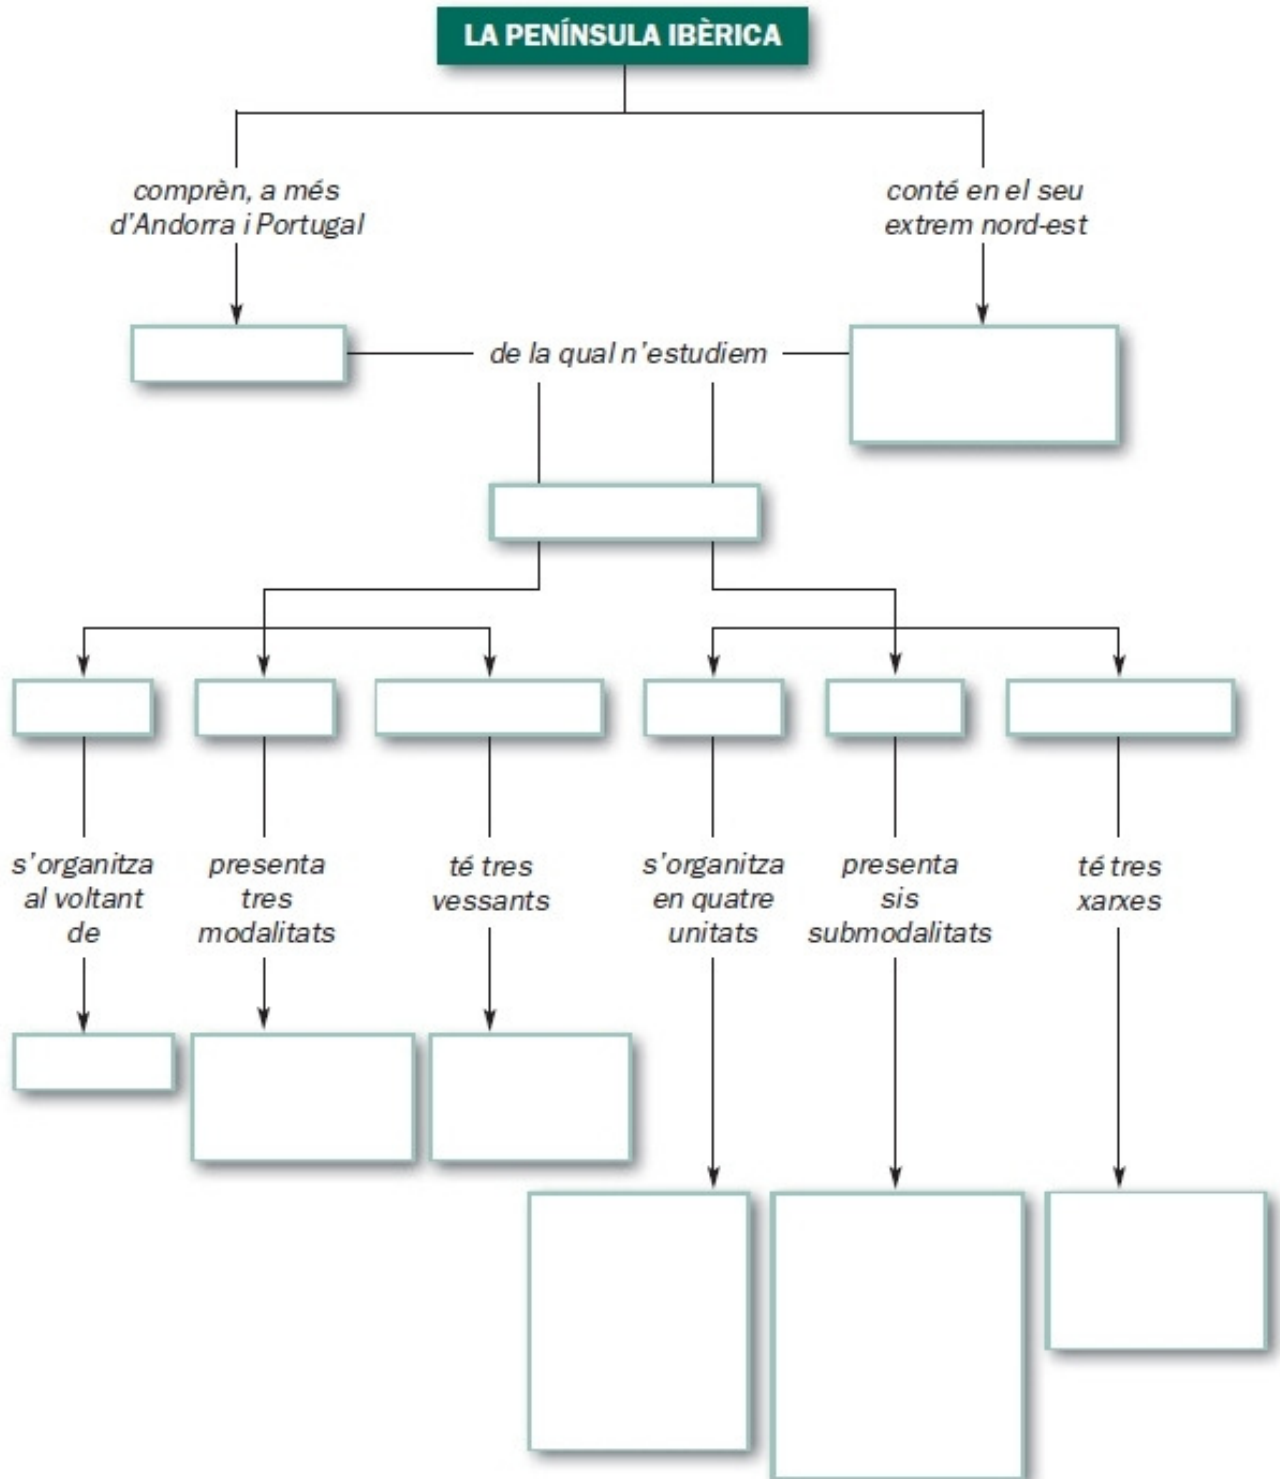 LA PENÍNSULA IBÈRICA
comprèn, a més
d'Andorra i Portugal
conté en el seu
extrem nord-est
de la qual n'estudiem
s'organitza
al voltant
de
presenta
tres
modalitats
té tres
vessants
s'organitza
en quatre
unitats
presenta
sis
submodalitats
té tres
xarxes